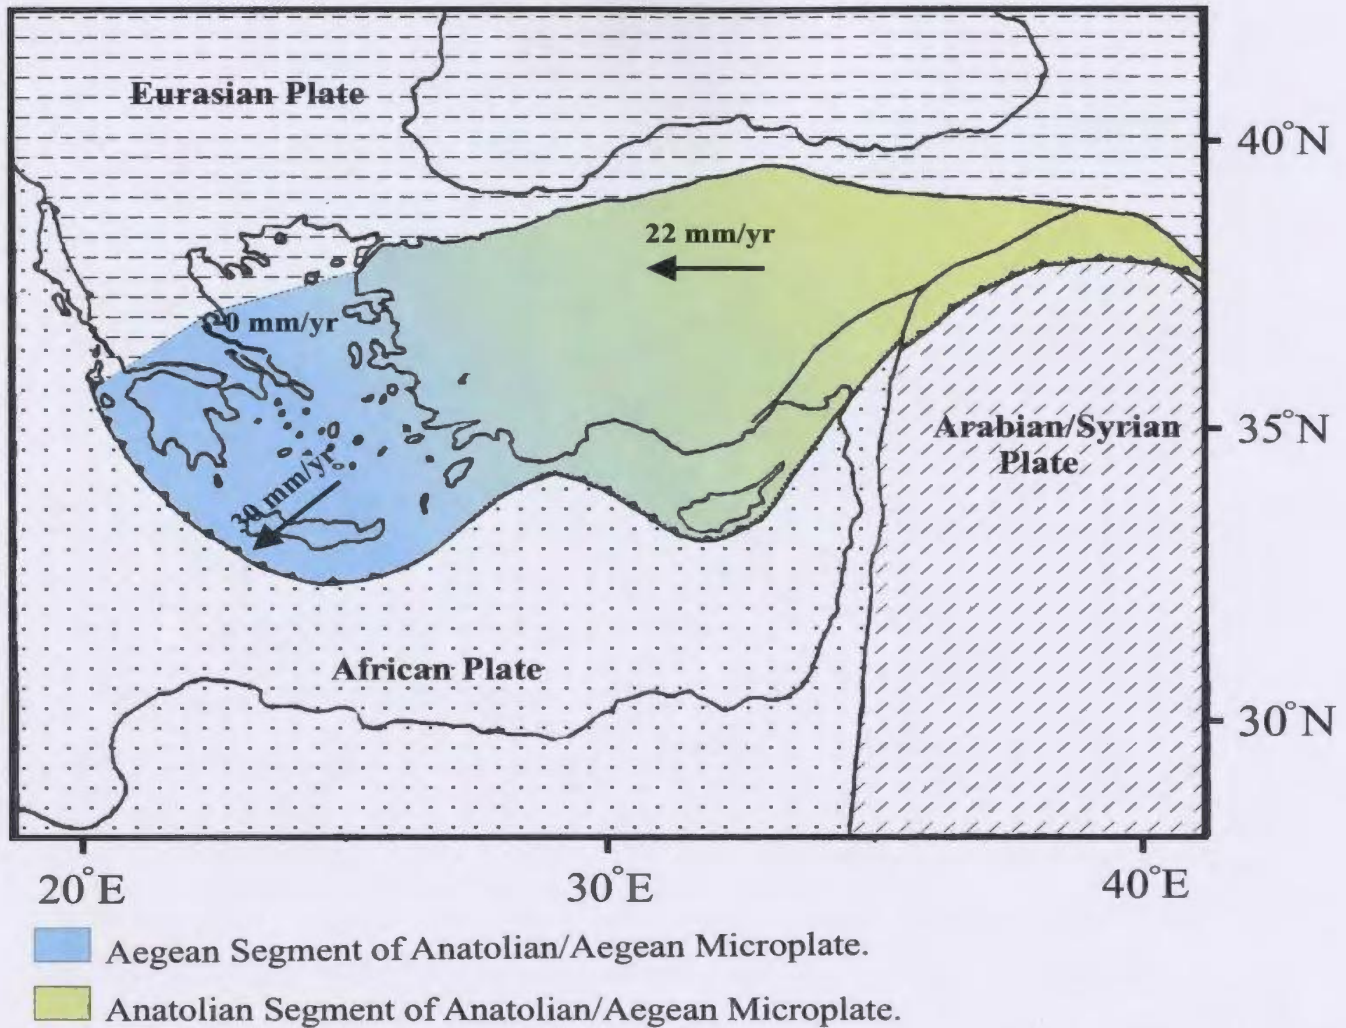 Eurasian Plate
40°N
22 mm/yr
mm/yr
35°N
Arabian/Syrian
Plate
30 mm/yr
African Plate
30°N
20°E
30°E
40°E
Aegean Segment of Anatolian/Aegean Microplate.
Anatolian Segment of Anatolian/Aegean Microplate.